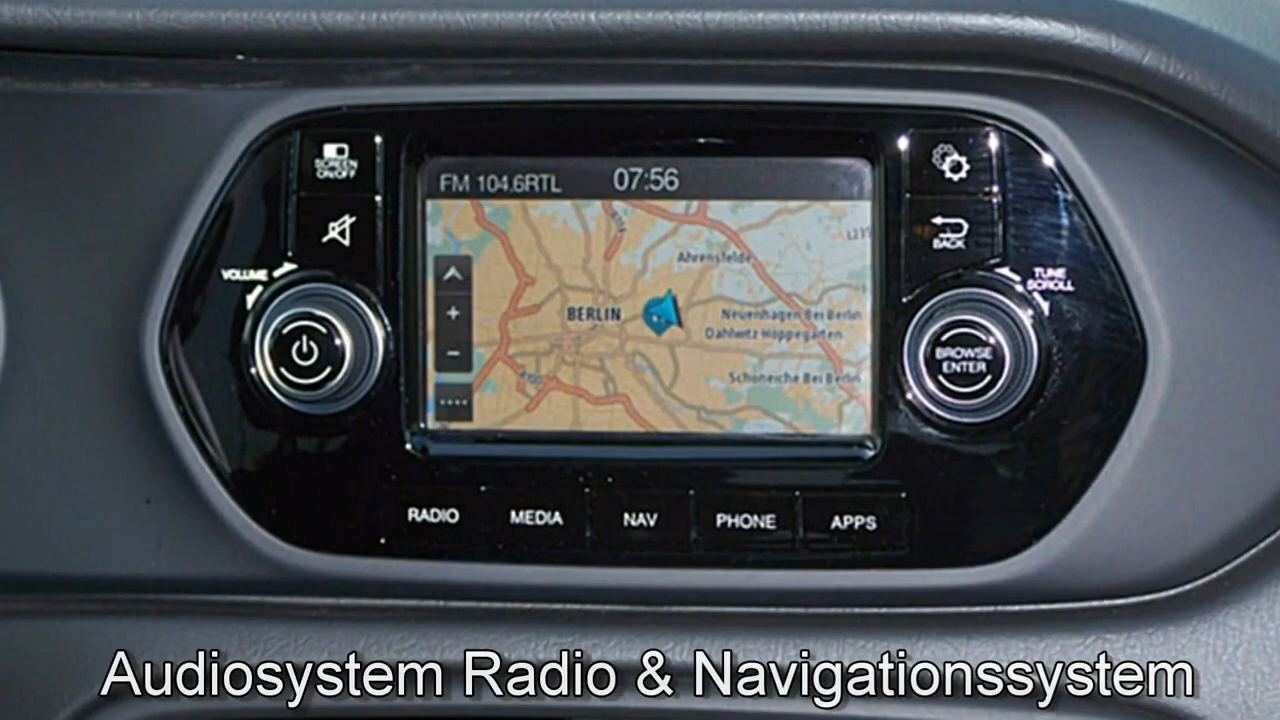 SCREEN
ON/OFF
FM 104.6RTL 07:56
BACK
VOLUME
TUNE
SCROLL
Ahrensfelde
BERLIN
Neuenhagen Bei Berlin
Dahlwitz-Hoppegarten
Schöneiche Bei Berlin
+
−
BROWSE
ENTER
RADIO MEDIA NAV PHONE APPS
Audiosystem Radio & Navigationssystem